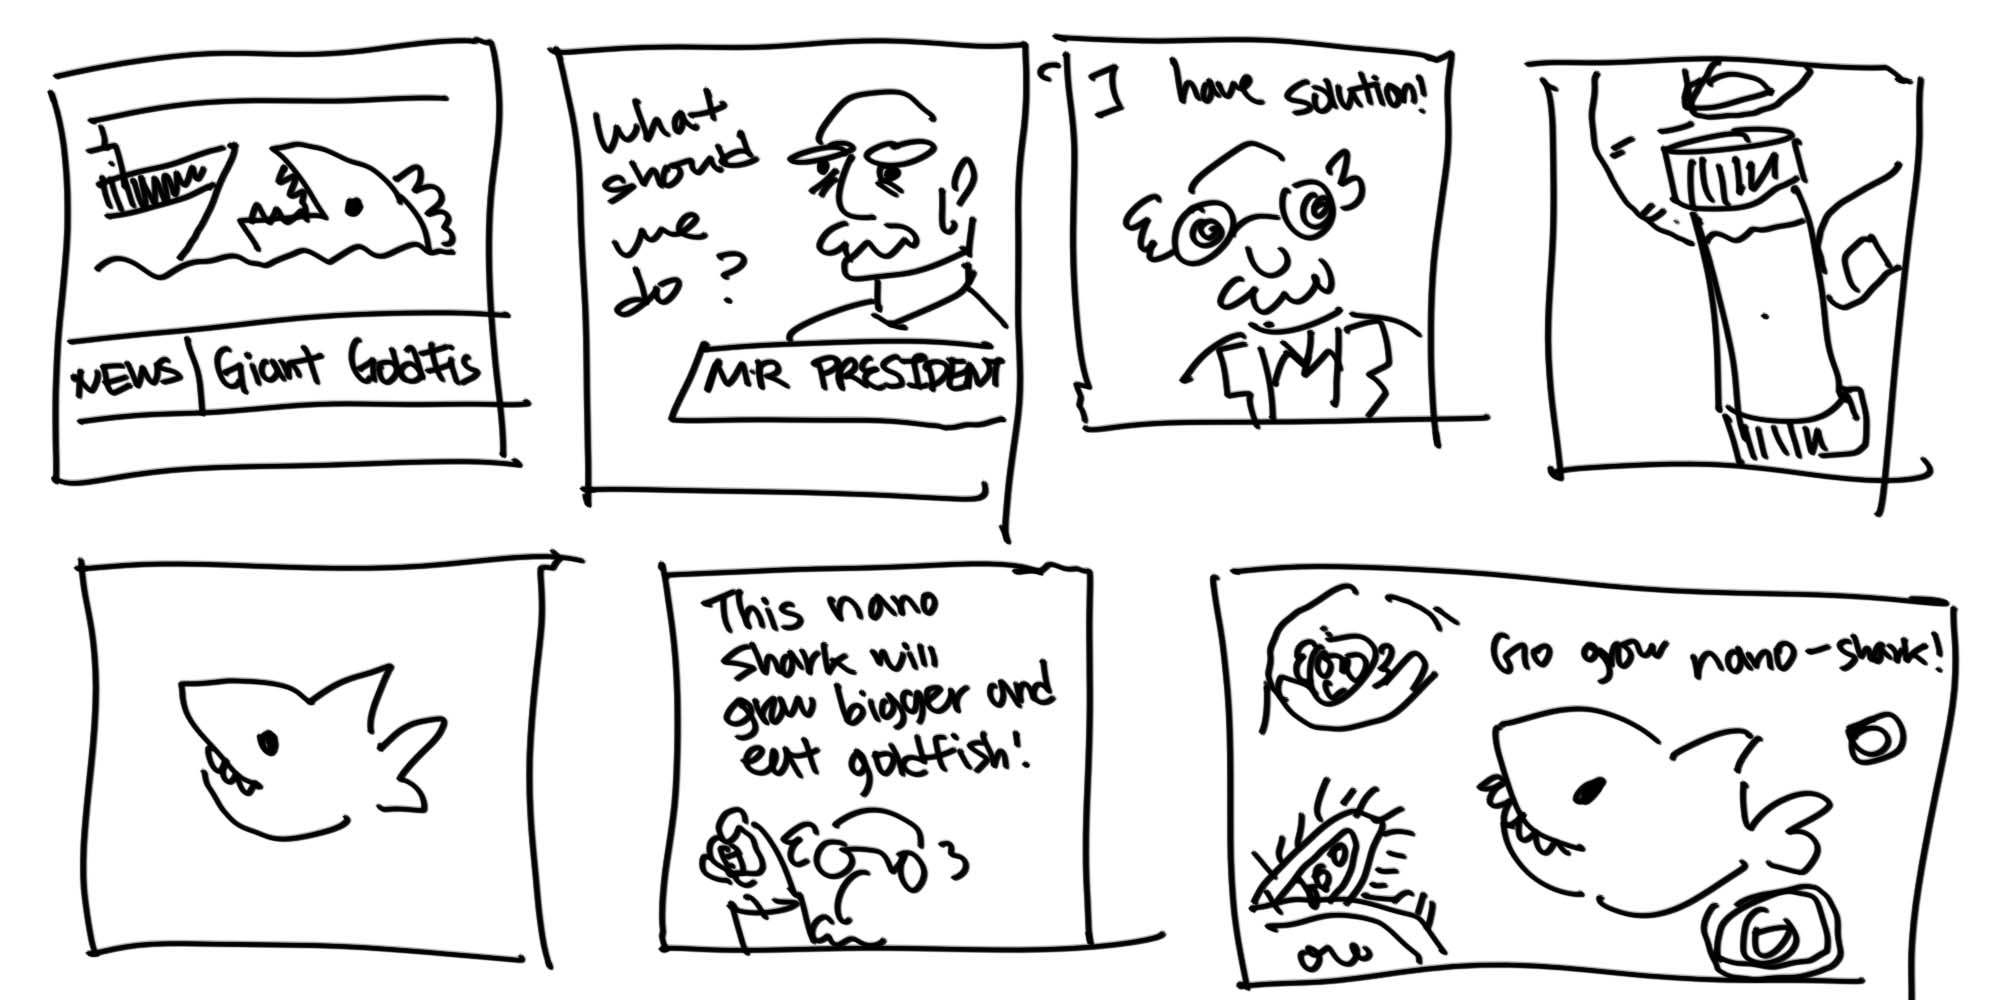 NEWS | GIANT GOLDFIS
What
should
we
do?
MR PRESIDENT
I have solution!
This nano
shark will
grow bigger and
eat goldfish!
Go grow nano-shark!